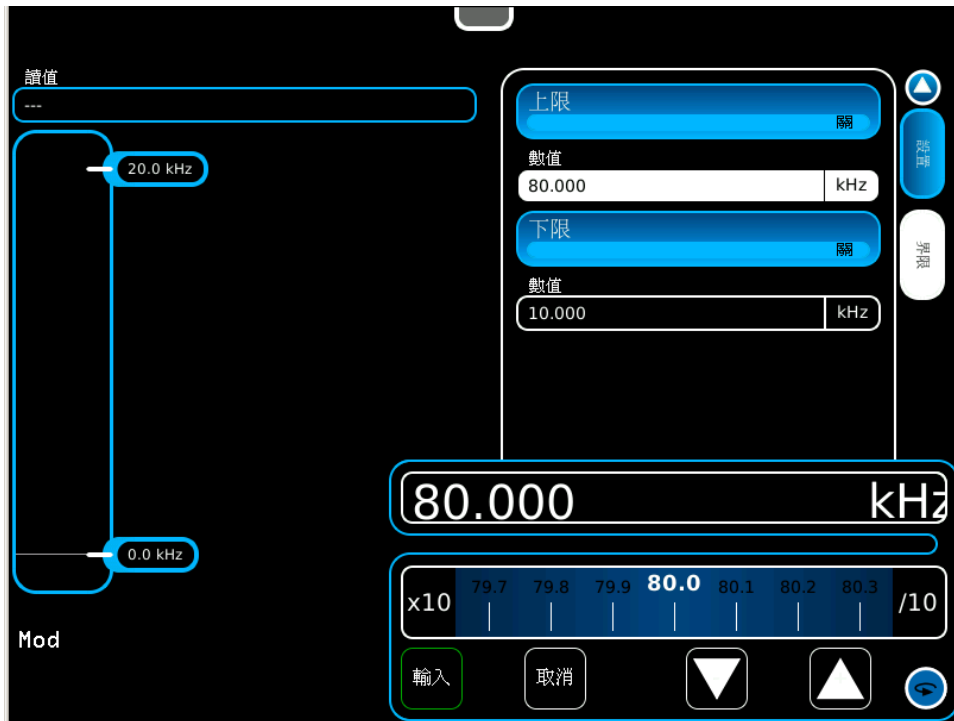 讀值
---
20.0 kHz
0.0 kHz
Mod
上限
關
數值
80.000 kHz
下限
關
數值
10.000 kHz
設置
界限
80.000 kHz
x10 79.7 79.8 79.9 80.0 80.1 80.2 80.3 /10
輸入 取消